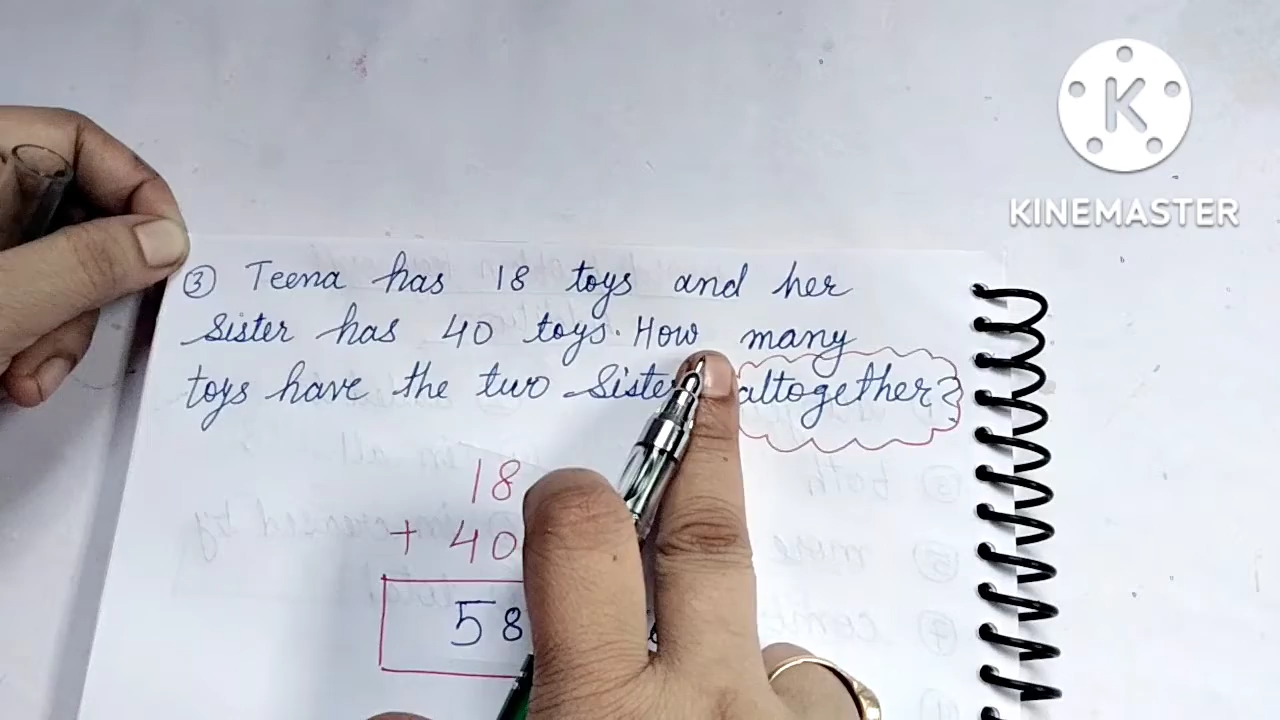 KINEMASTER
③ Teena has 18 toys and her
Sister has 40 toys. How many
toys have the two Siste altogether?
18
+ 40
58